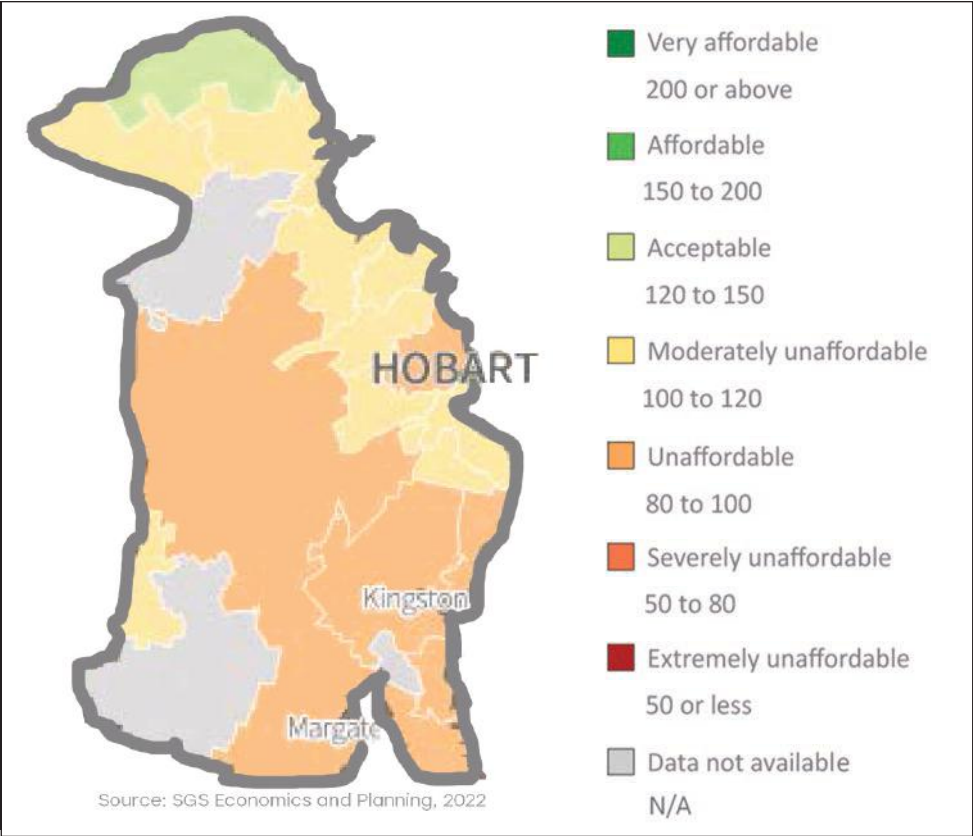 HOBART
Kingston
Margate
Source: SGS Economics and Planning, 2022
Very affordable
200 or above
Affordable
150 to 200
Acceptable
120 to 150
Moderately unaffordable
100 to 120
Unaffordable
80 to 100
Severely unaffordable
50 to 80
Extremely unaffordable
50 or less
Data not available
N/A